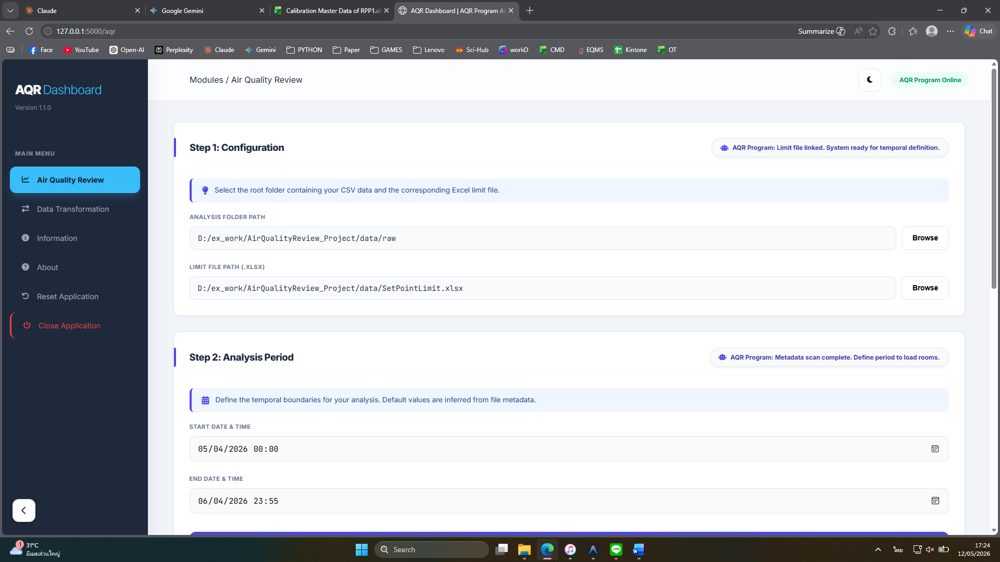 Claude
Google Gemini
Calibration Master Data of RPP1.xls
AQR Dashboard | AQR Program Ai
127.0.0.1:5000/aqr
Summarize
Chat
Face
YouTube
Open-AI
Perplexity
Claude
Gemini
PYTHON
Paper
GAMES
Lenovo
Sci-Hub
workD
CMD
EQMS
Kintone
OT
AQR Dashboard
Version 1.1.0
MAIN MENU
Air Quality Review
Data Transformation
Information
About
Reset Application
Close Application
Modules / Air Quality Review
AQR Program Online
Step 1: Configuration
AQR Program: Limit file linked. System ready for temporal definition.
Select the root folder containing your CSV data and the corresponding Excel limit file.
ANALYSIS FOLDER PATH
D:/ex_work/AirQualityReview_Project/data/raw
Browse
LIMIT FILE PATH (.XLSX)
D:/ex_work/AirQualityReview_Project/data/SetPointLimit.xlsx
Browse
Step 2: Analysis Period
AQR Program: Metadata scan complete. Define period to load rooms.
Define the temporal boundaries for your analysis. Default values are inferred from file metadata.
START DATE & TIME
05/04/2026 00:00
END DATE & TIME
06/04/2026 23:55
1
31°C
มีเมฆส่วนใหญ่
Search
LINE
ไทย
17:24
12/05/2026